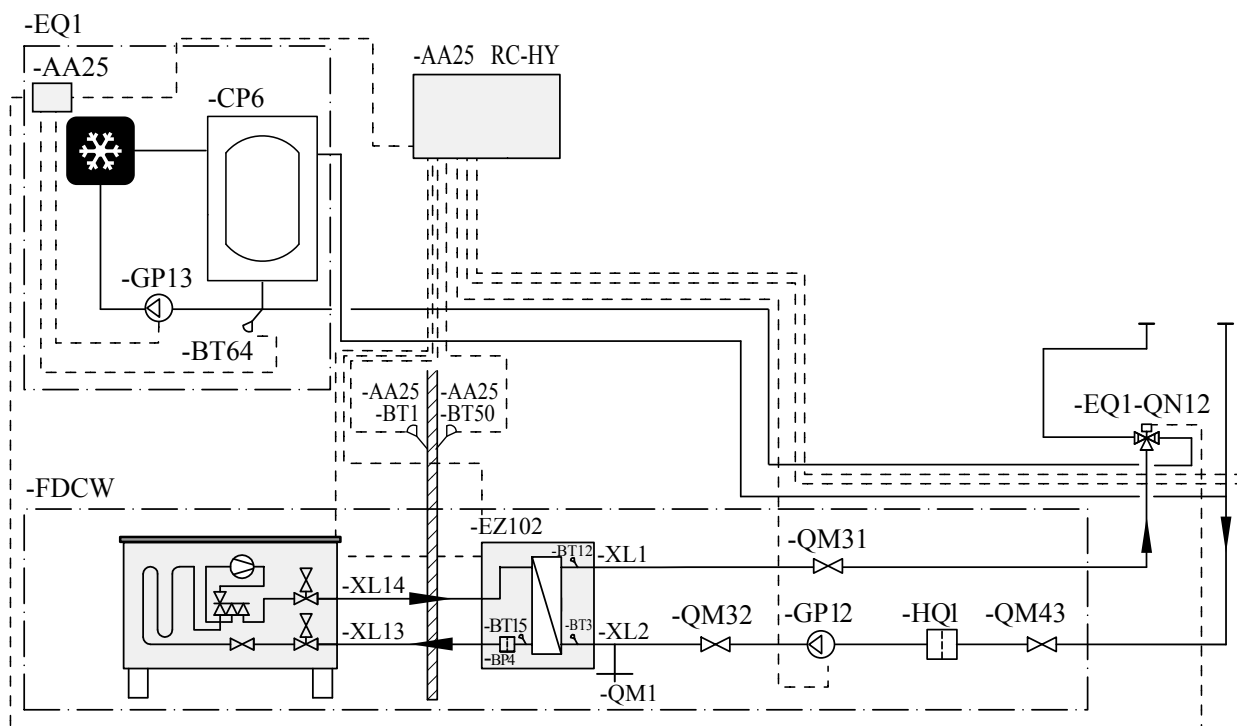 -EQ1
-AA25
-CP6
-AA25 RC-HY
-GP13
-BT64
-AA25
-BT1
-AA25
-BT50
-EQ1-QN12
-FDCW
-EZ102
-BT12
-XL1
-QM31
-XL14
-XL13
-BT15
-BP4
-BT3
-XL2
-QM1
-QM32
-GP12
-HQ1
-QM43